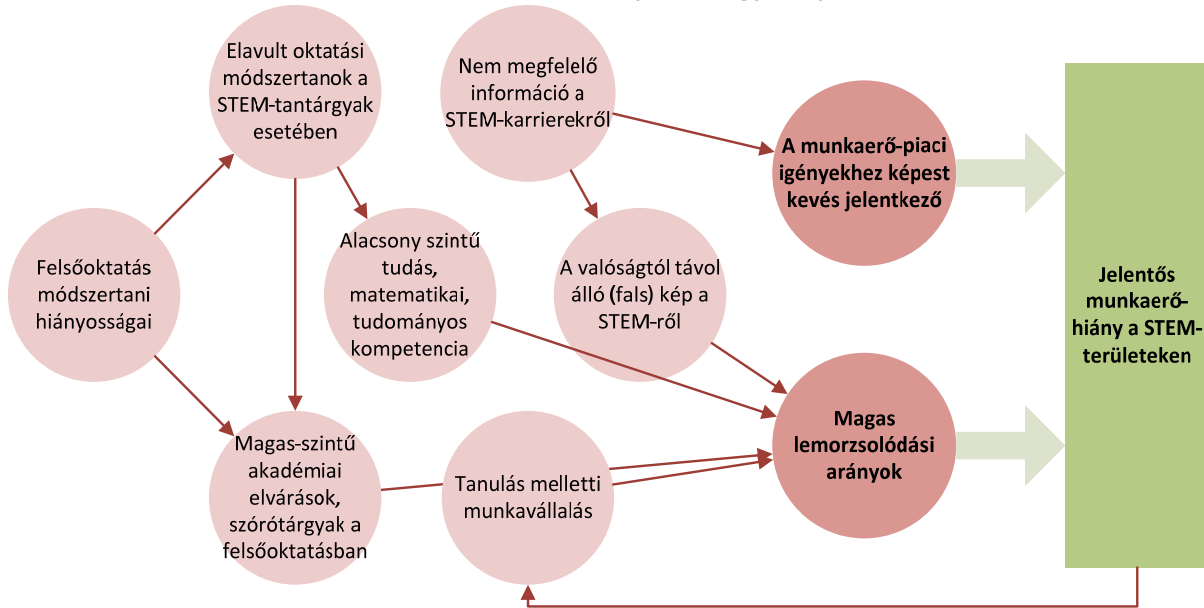 Elavult oktatási
módszertanok a
STEM-tantárgyak
esetében
Nem megfelelő
információ a
STEM-karrierekről
A munkaerő-piaci
igényekhez képest
kevés jelentkező
Felsőoktatás
módszertani
hiányosságai
Alacsony szintű
tudás,
matematikai,
tudományos
kompetencia
A valóságtól távol
álló (fals) kép a
STEM-ről
Jelentős
munkaerő-
hiány a STEM-
területeken
Magas-szintű
akadémiai
elvárások,
szórótárgyak a
felsőoktatásban
Tanulás melletti
munkavállalás
Magas
lemorzsolódási
arányok